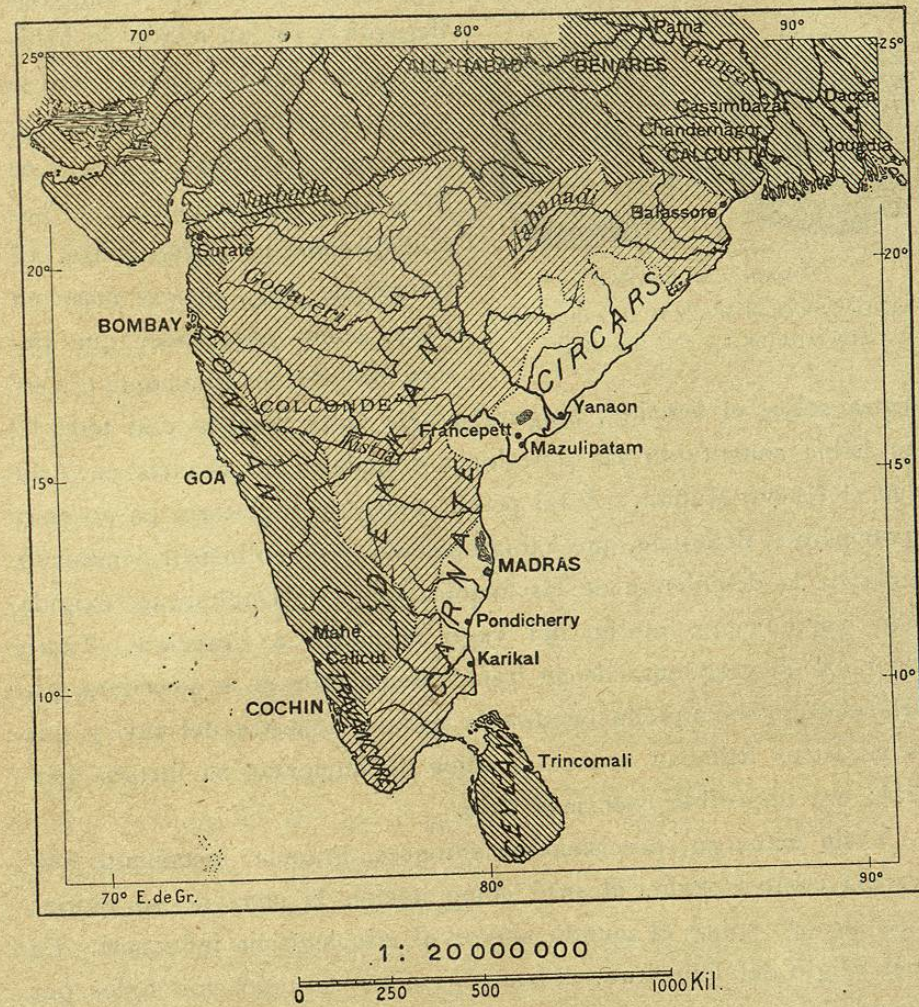 70° 80° 90°
25° Patna 25°
ALLAHABAD BENARES Ganga
Cassimbazar Dacca
Chandernagor
CALCUTTA Jougdia
Narbada Mahanadi Balassore
Surate
20° 20°
Godaveri CIRCARS
BOMBAY
KONKAN DEKKAN
COLCONDE Yanaon
Francepett
Kistna Mazulipatam
GOA
15° 15°
CARNATE
MADRAS
Mahé Pondicherry
Calicut Karikal
10° 10°
COCHIN
TRAVANCORE
Trincomali
CEYLAN
70° E. de Gr. 80° 90°
1: 20 000 000
0 250 500 1000 Kil.